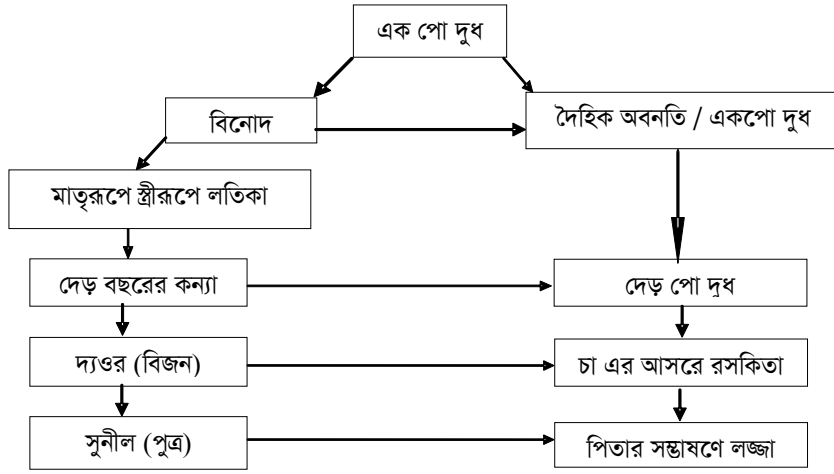 এক পো দুধ
বিনোদ
দৈহিক অবনতি / একপো দুধ
মাতৃরূপে স্ত্রীরূপে লতিকা
দেড় বছরের কন্যা
দেড় পো দুধ
দ্যওর (বিজন)
চা এর আসরে রসকিতা
সুনীল (পুত্র)
পিতার সম্ভাষণে লজ্জা